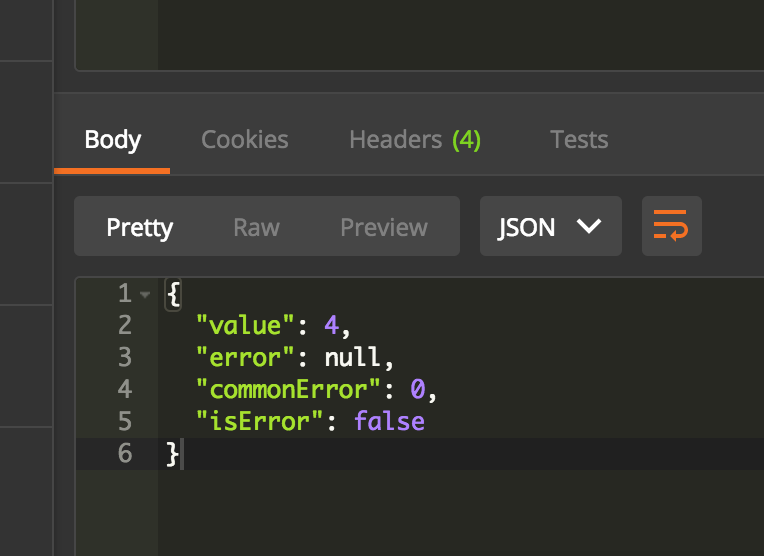 Body Cookies Headers (4) Tests
Pretty Raw Preview JSON
1 {
2 "value": 4,
3 "error": null,
4 "commonError": 0,
5 "isError": false
6 }